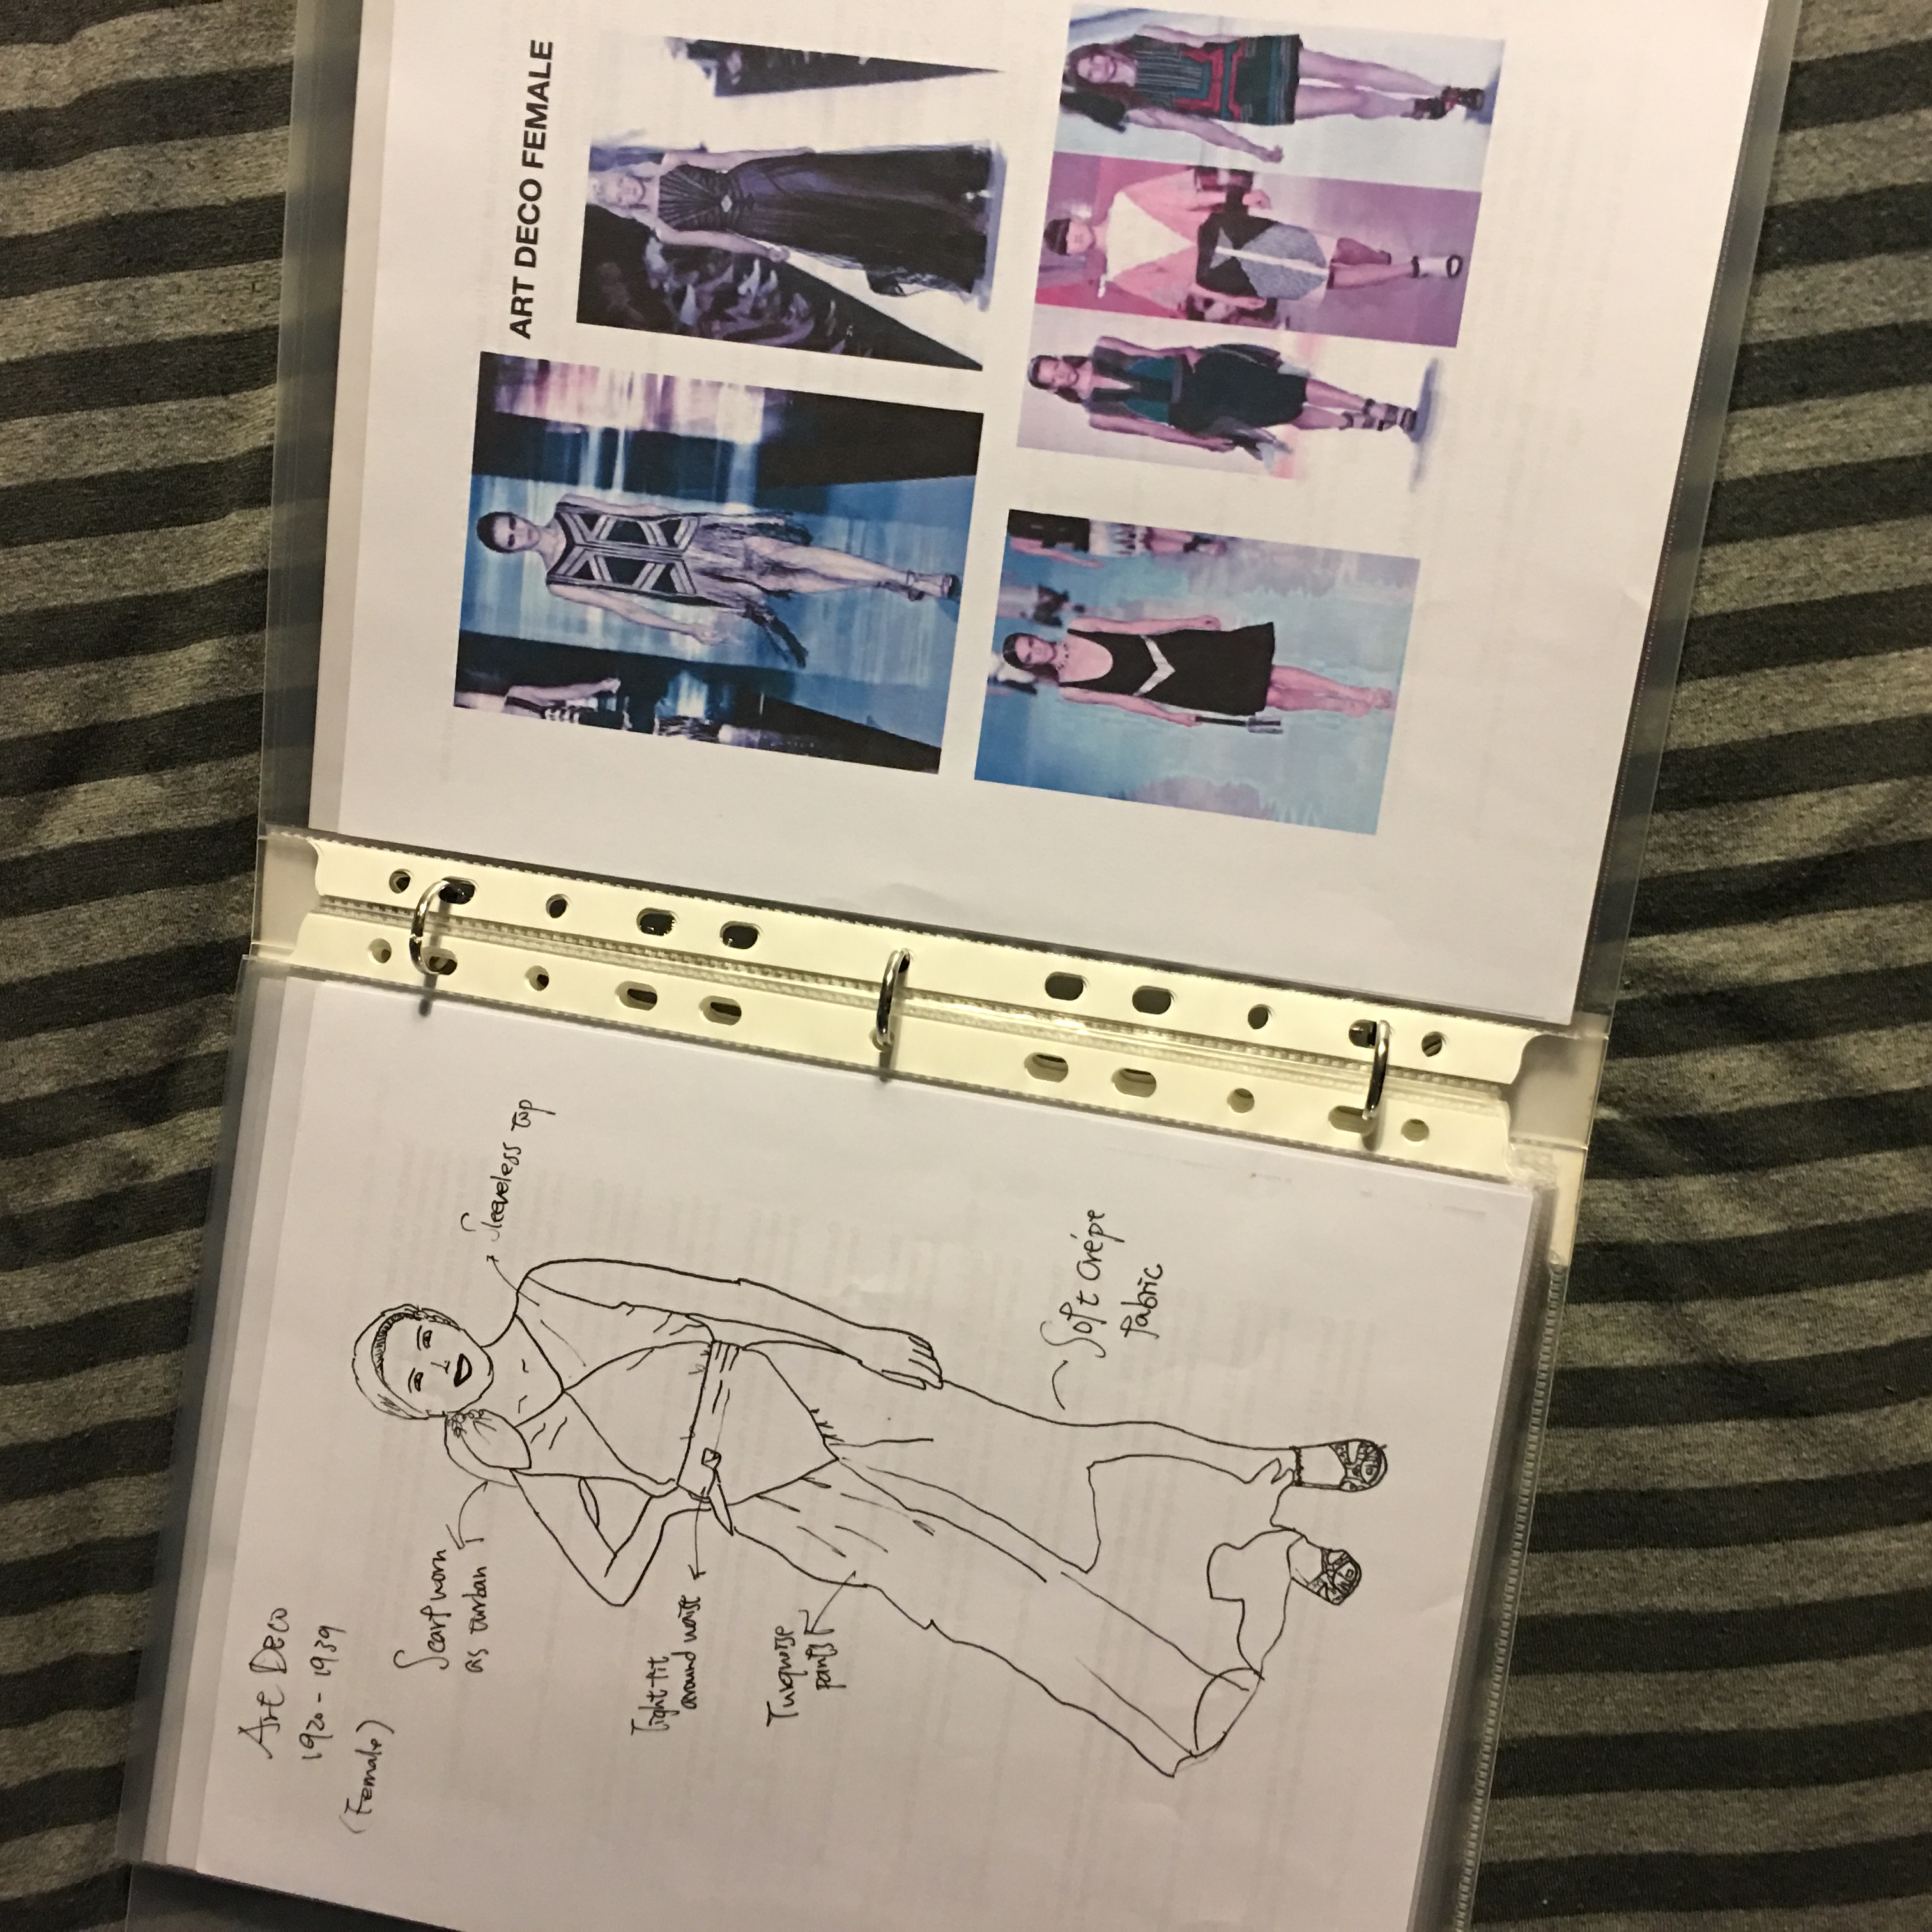 Art Deco
1920 - 1939
(Female)
Scarf worn
as turban
Sleeveless top
Tight fit
around waist
Turquoise
pants
Soft crépe
fabric
ART DECO FEMALE